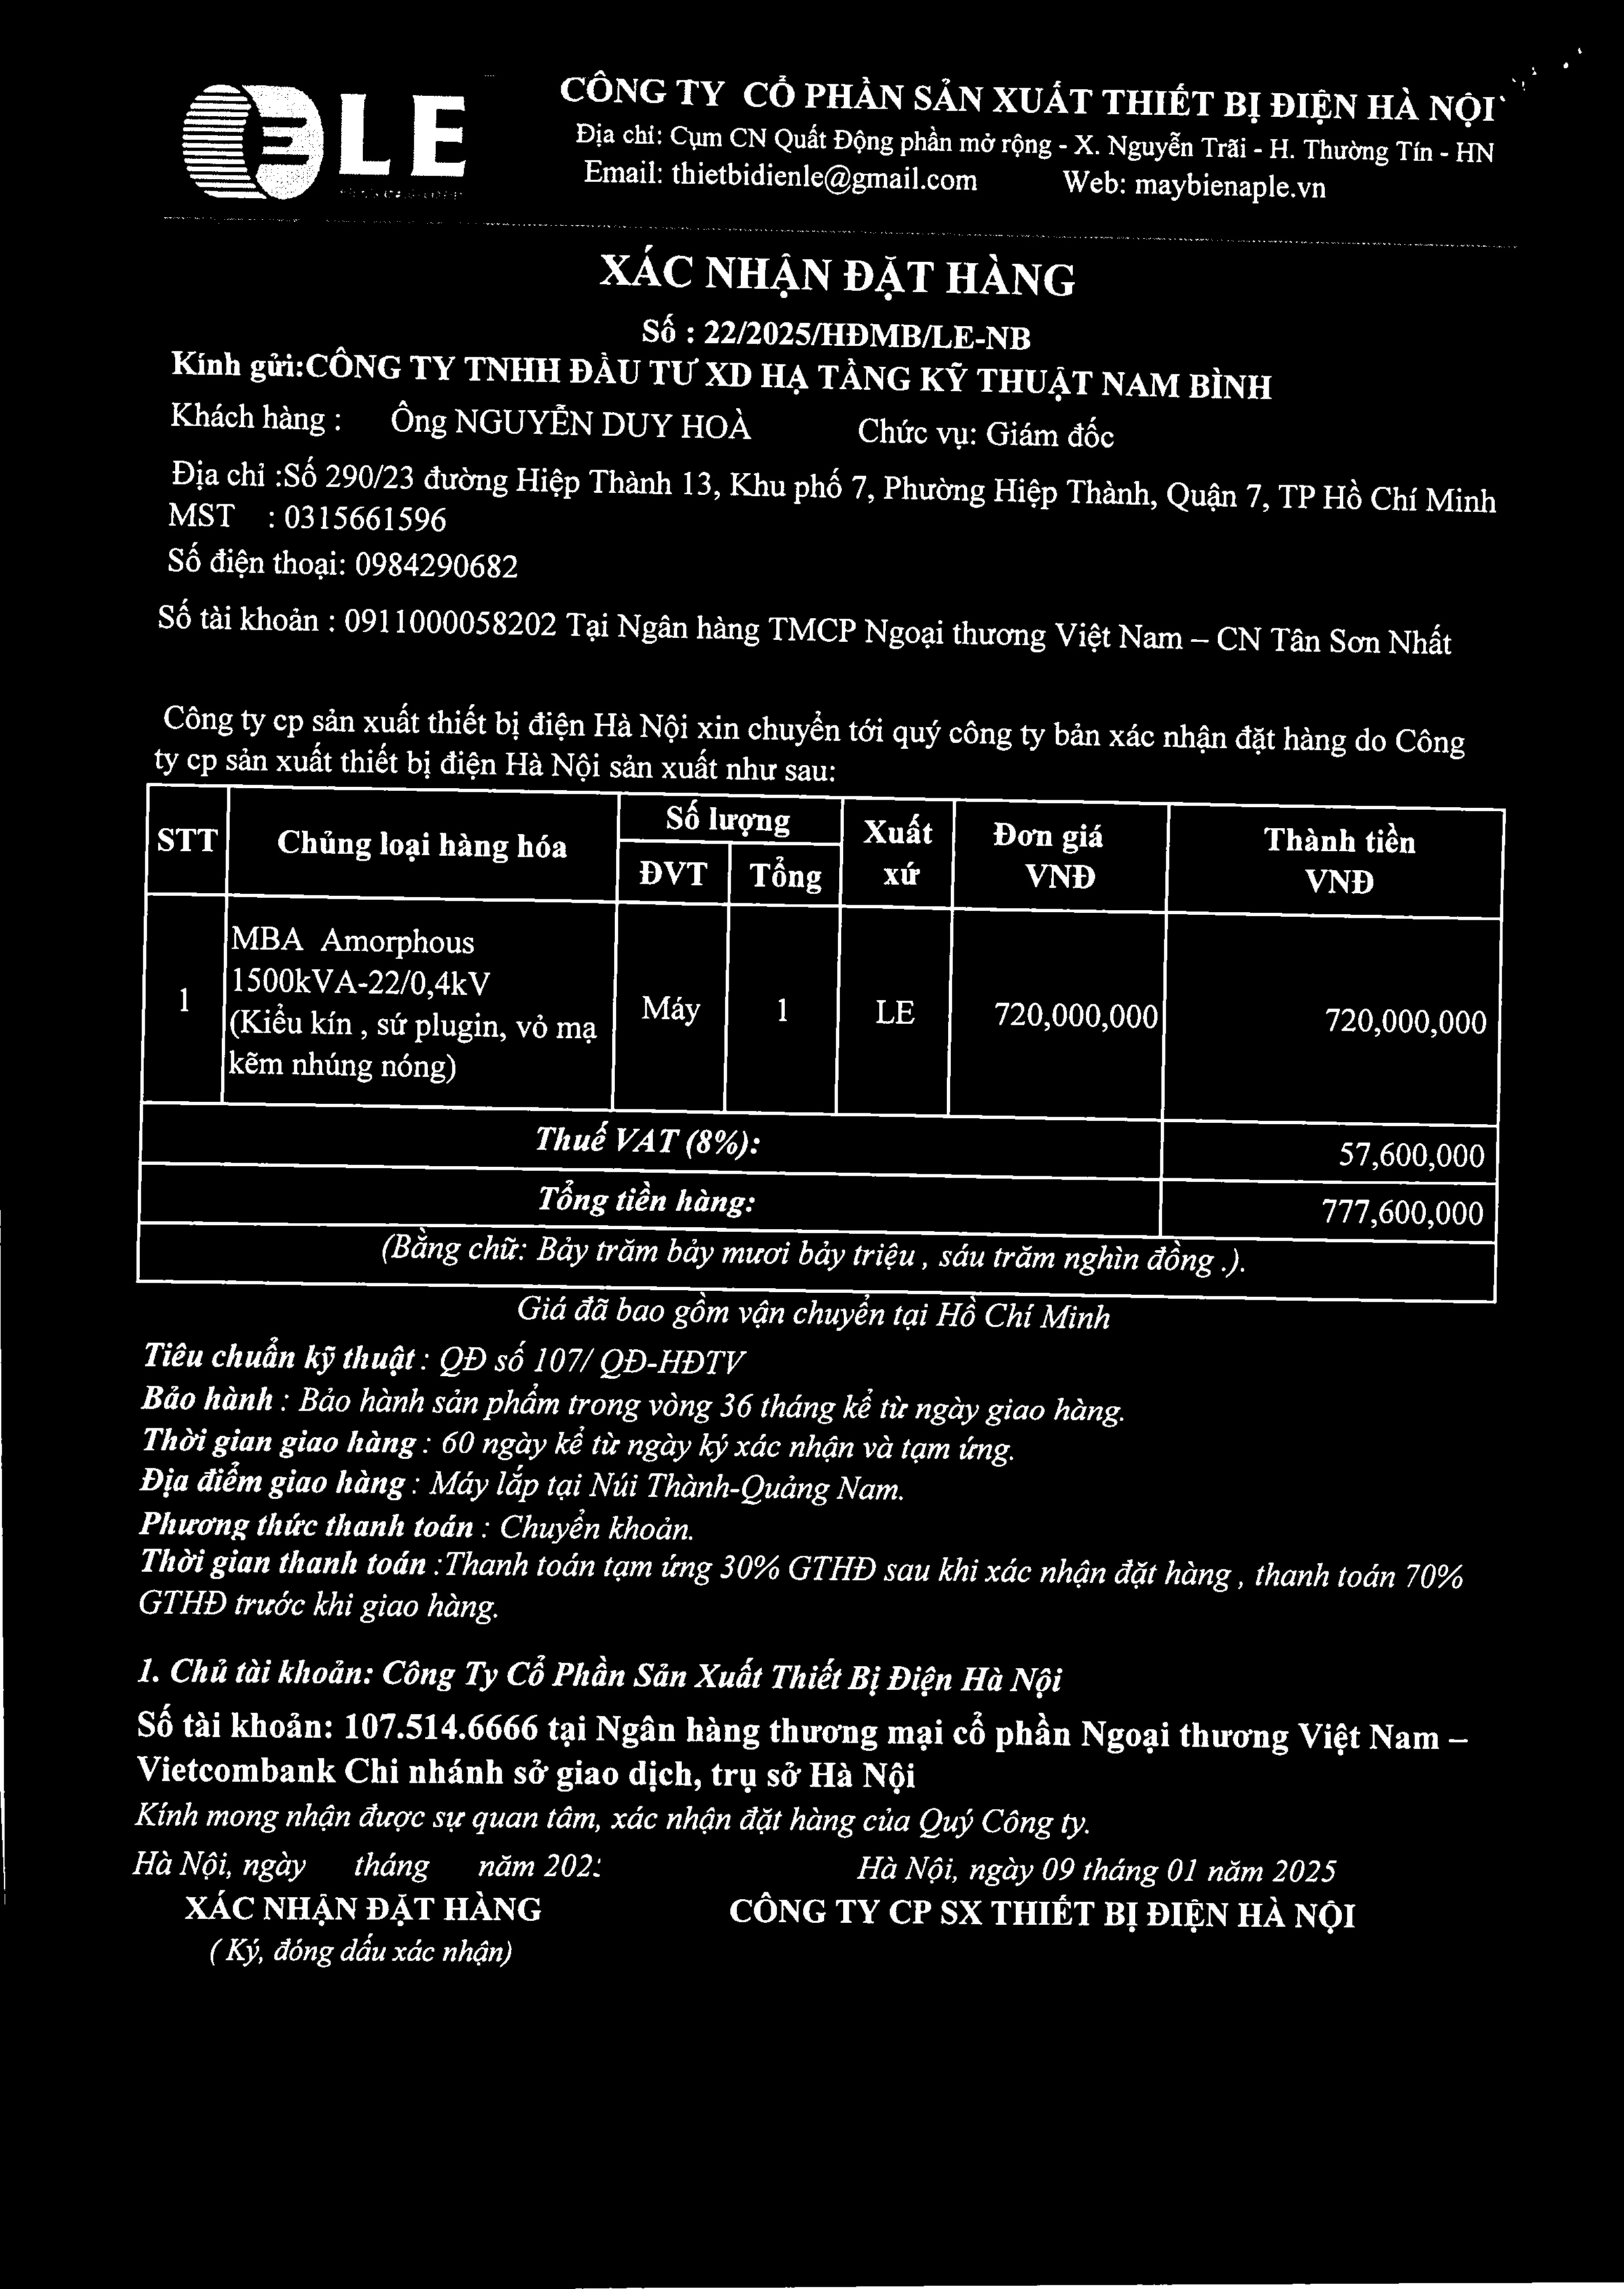 LE
CÔNG TY CỔ PHẦN SẢN XUẤT THIẾT BỊ ĐIỆN HÀ NỘI
Địa chỉ: Cụm CN Quất Động phần mở rộng - X. Nguyễn Trãi - H. Thường Tín - HN
Email: thietbidienle@gmail.com Web: maybienaple.vn
XÁC NHẬN ĐẶT HÀNG
Số : 22/2025/HĐMB/LE-NB
Kính gửi:CÔNG TY TNHH ĐẦU TƯ XD HẠ TẦNG KỸ THUẬT NAM BÌNH
Khách hàng : Ông NGUYỄN DUY HOÀ Chức vụ: Giám đốc
Địa chỉ :Số 290/23 đường Hiệp Thành 13, Khu phố 7, Phường Hiệp Thành, Quận 7, TP Hồ Chí Minh
MST : 0315661596
Số điện thoại: 0984290682
Số tài khoản : 0911000058202 Tại Ngân hàng TMCP Ngoại thương Việt Nam – CN Tân Sơn Nhất
Công ty cp sản xuất thiết bị điện Hà Nội xin chuyển tới quý công ty bản xác nhận đặt hàng do Công
ty cp sản xuất thiết bị điện Hà Nội sản xuất như sau:
STT Chủng loại hàng hóa Số lượng Xuất xứ Đơn giá VNĐ Thành tiền VNĐ
ĐVT Tổng
1 MBA Amorphous
1500kVA-22/0,4kV
(Kiểu kín , sứ plugin, vỏ mạ
kẽm nhúng nóng)
Máy 1 LE 720,000,000 720,000,000
Thuế VAT (8%): 57,600,000
Tổng tiền hàng: 777,600,000
(Bằng chữ: Bảy trăm bảy mươi bảy triệu , sáu trăm nghìn đồng .).
Giá đã bao gồm vận chuyển tại Hồ Chí Minh
Tiêu chuẩn kỹ thuật : QĐ số 107/ QĐ-HĐTV
Bảo hành : Bảo hành sản phẩm trong vòng 36 tháng kể từ ngày giao hàng.
Thời gian giao hàng : 60 ngày kể từ ngày ký xác nhận và tạm ứng.
Địa điểm giao hàng : Máy lắp tại Núi Thành-Quảng Nam.
Phương thức thanh toán : Chuyển khoản.
Thời gian thanh toán :Thanh toán tạm ứng 30% GTHĐ sau khi xác nhận đặt hàng , thanh toán 70%
GTHĐ trước khi giao hàng.
1. Chủ tài khoản: Công Ty Cổ Phần Sản Xuất Thiết Bị Điện Hà Nội
Số tài khoản: 107.514.6666 tại Ngân hàng thương mại cổ phần Ngoại thương Việt Nam –
Vietcombank Chi nhánh sở giao dịch, trụ sở Hà Nội
Kính mong nhận được sự quan tâm, xác nhận đặt hàng của Quý Công ty.
Hà Nội, ngày tháng năm 202 Hà Nội, ngày 09 tháng 01 năm 2025
XÁC NHẬN ĐẶT HÀNG CÔNG TY CP SX THIẾT BỊ ĐIỆN HÀ NỘI
( Ký, đóng dấu xác nhận)